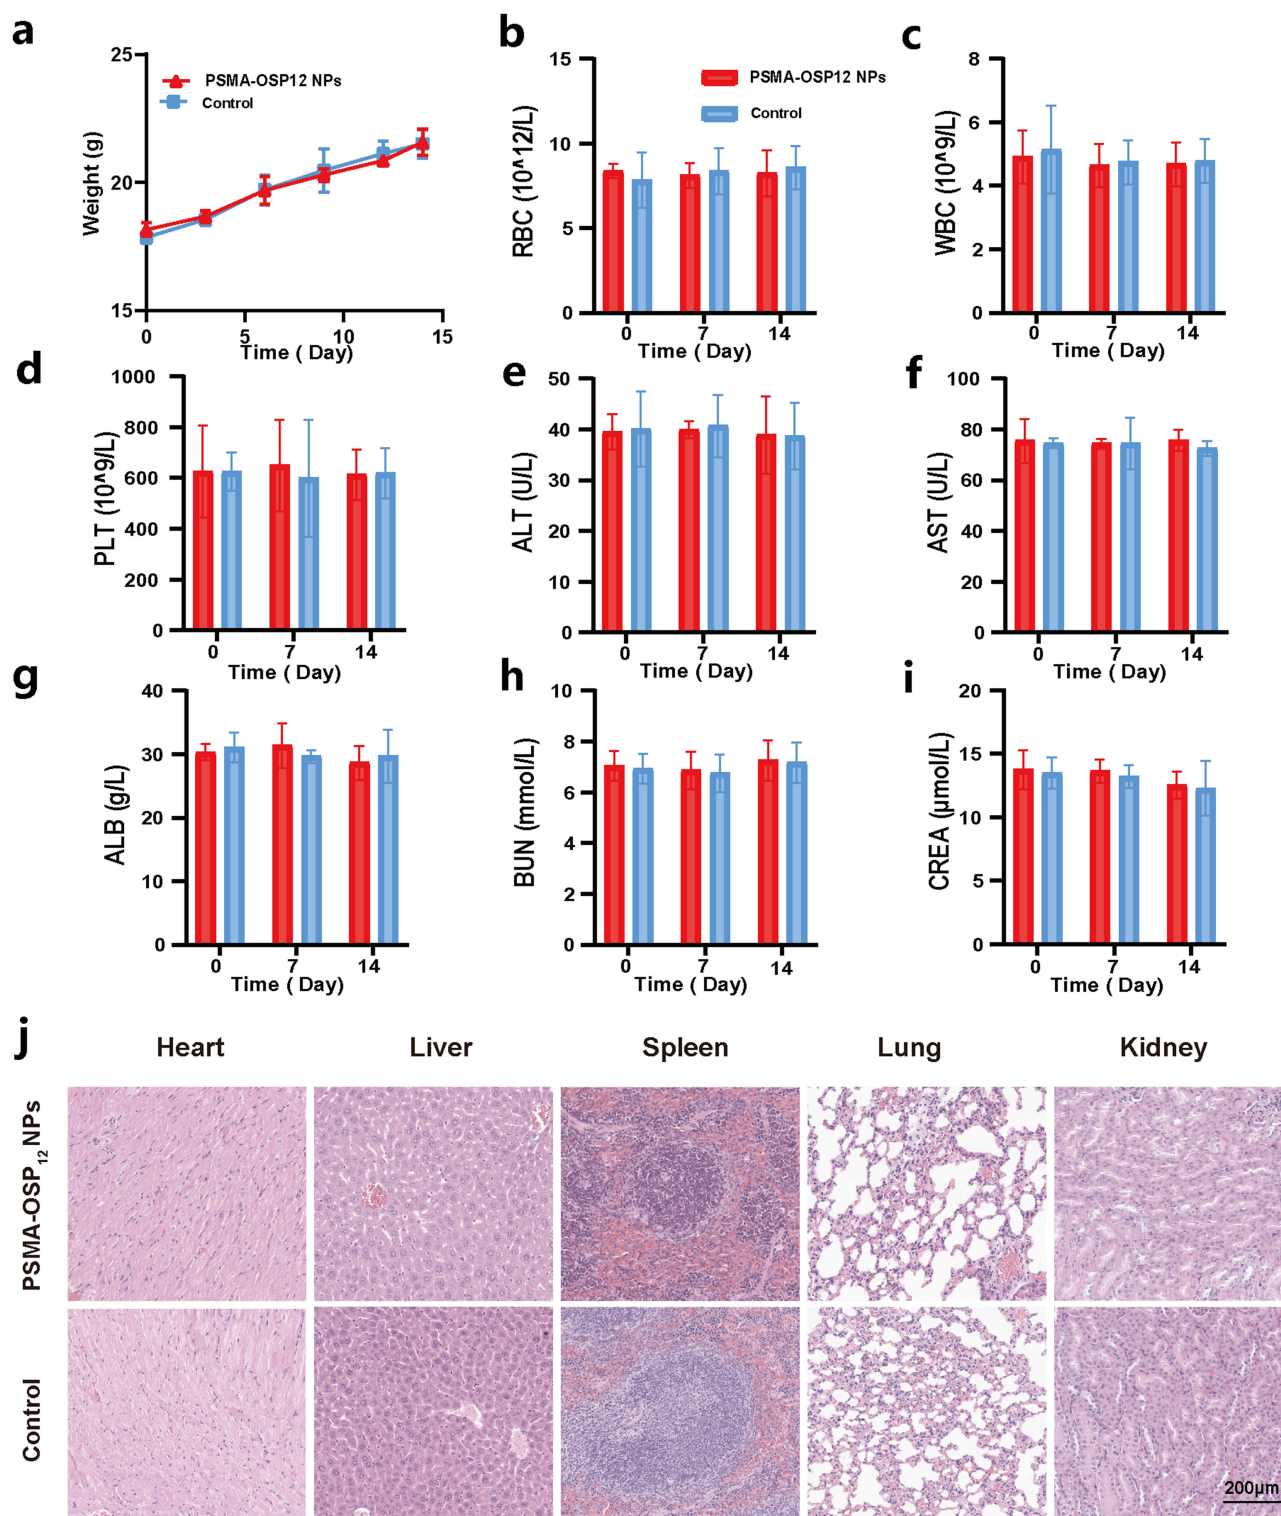 a
25
20
15
Weight (g)
PSMA-OSP12 NPs
Control
0 5 10 15
Time ( Day)
b
15
10
5
0
RBC (10^12/L)
PSMA-OSP12 NPs
Control
0 7 14
Time ( Day)
c
8
6
4
2
0
WBC (10^9/L)
0 7 14
Time ( Day)
d
1000
800
600
400
200
0
PLT (10^9/L)
0 7 14
Time ( Day)
e
50
40
30
20
10
0
ALT (U/L)
0 7 14
Time ( Day)
f
100
80
60
40
20
0
AST (U/L)
0 7 14
Time ( Day)
g
40
30
20
10
0
ALB (g/L)
0 7 14
Time ( Day)
h
10
8
6
4
2
0
BUN (mmol/L)
0 7 14
Time ( Day)
i
20
15
10
5
0
CREA (μmol/L)
0 7 14
Time ( Day)
j
Heart Liver Spleen Lung Kidney
PSMA-OSP₁₂ NPs
Control
200μm